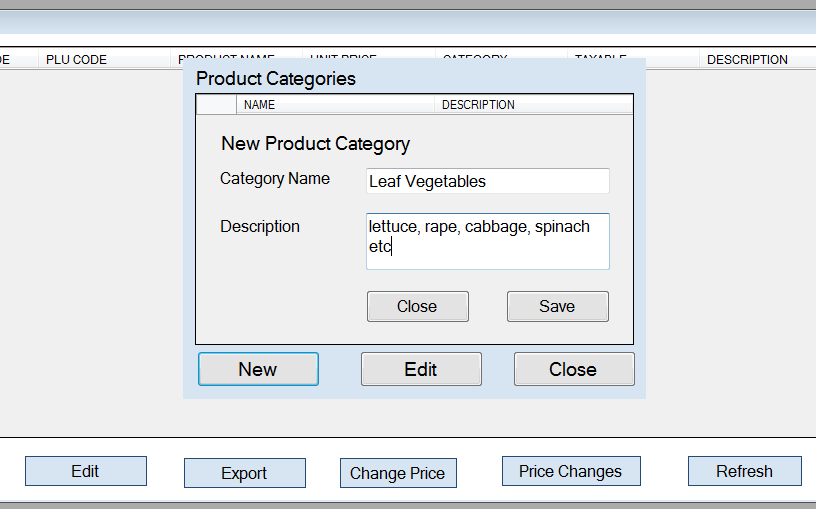 PLU CODE
PRODUCT NAME
UNIT PRICE
CATEGORY
TAXABLE
DESCRIPTION
Product Categories
NAME
DESCRIPTION
New Product Category
Category Name
Leaf Vegetables
Description
lettuce, rape, cabbage, spinach
etc
Close
Save
New
Edit
Close
Edit
Export
Change Price
Price Changes
Refresh